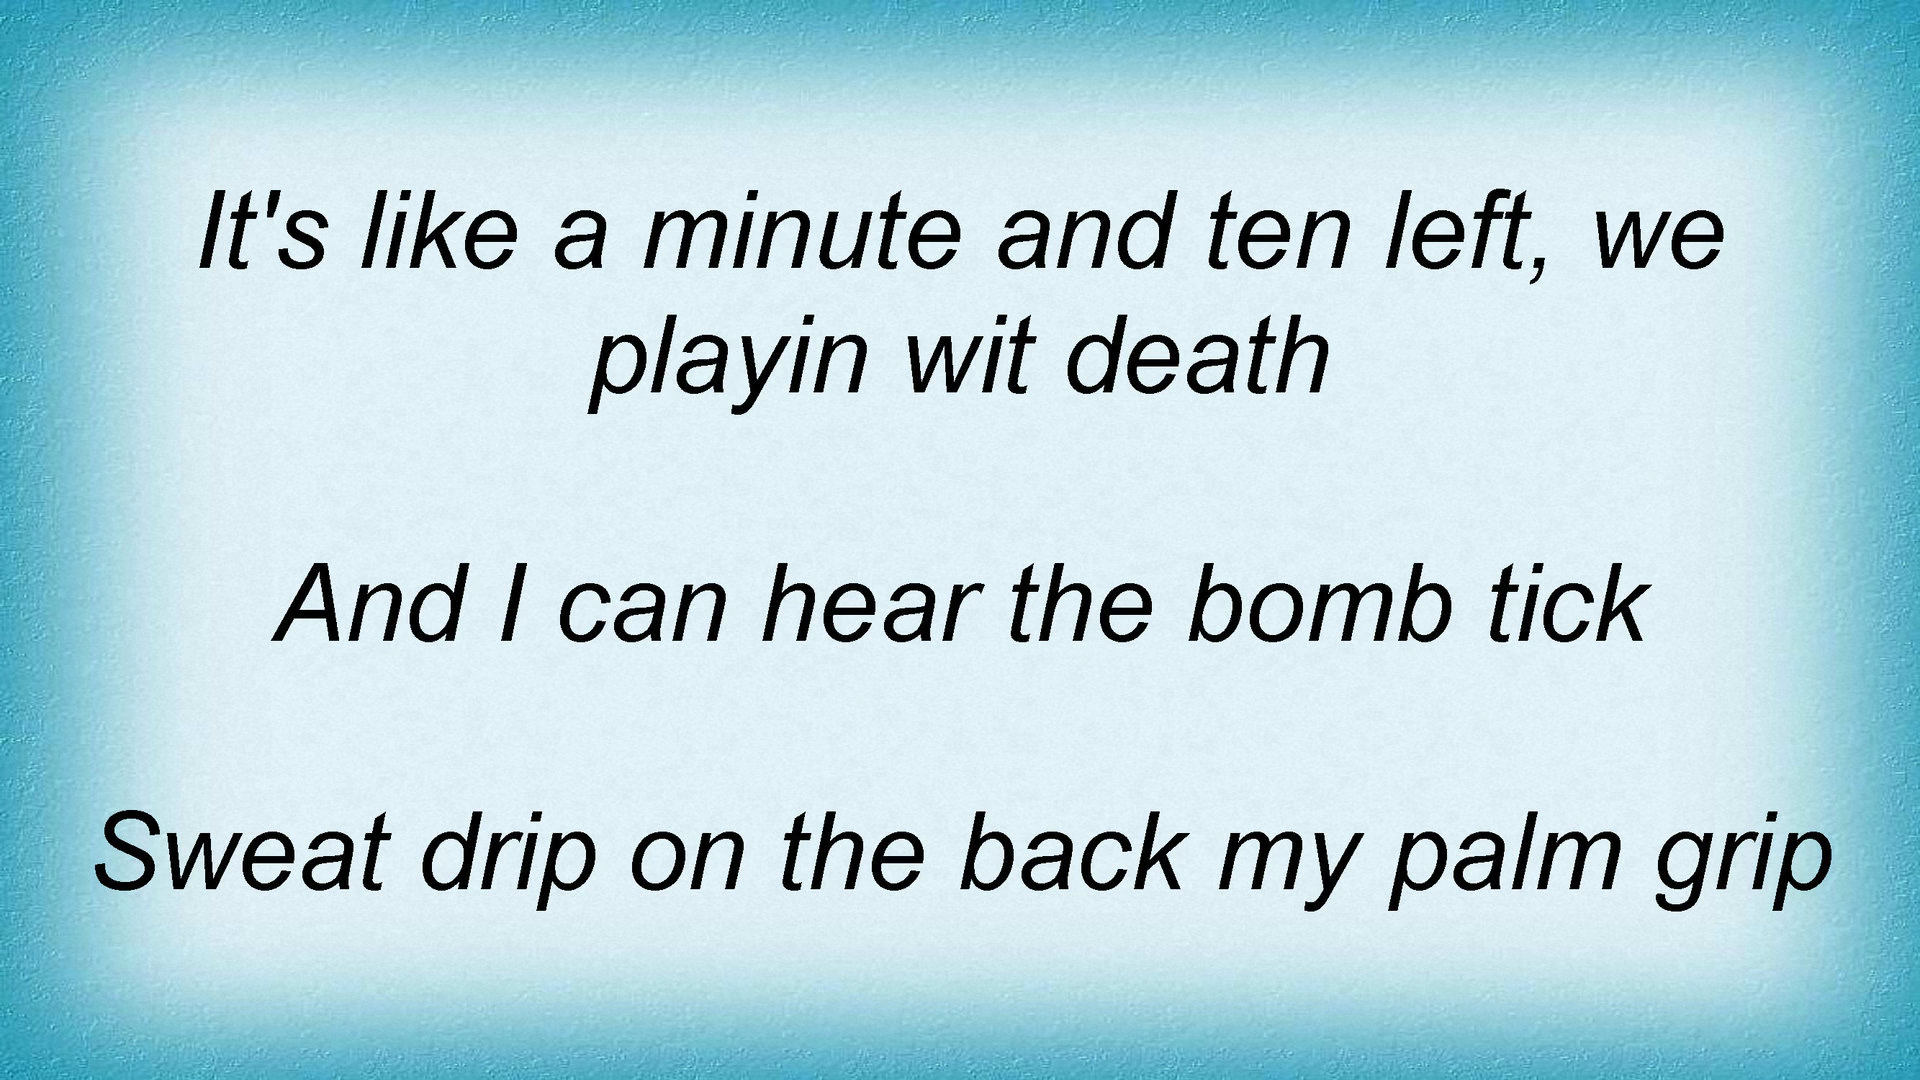 It's like a minute and ten left, we
playin wit death
And I can hear the bomb tick
Sweat drip on the back my palm grip